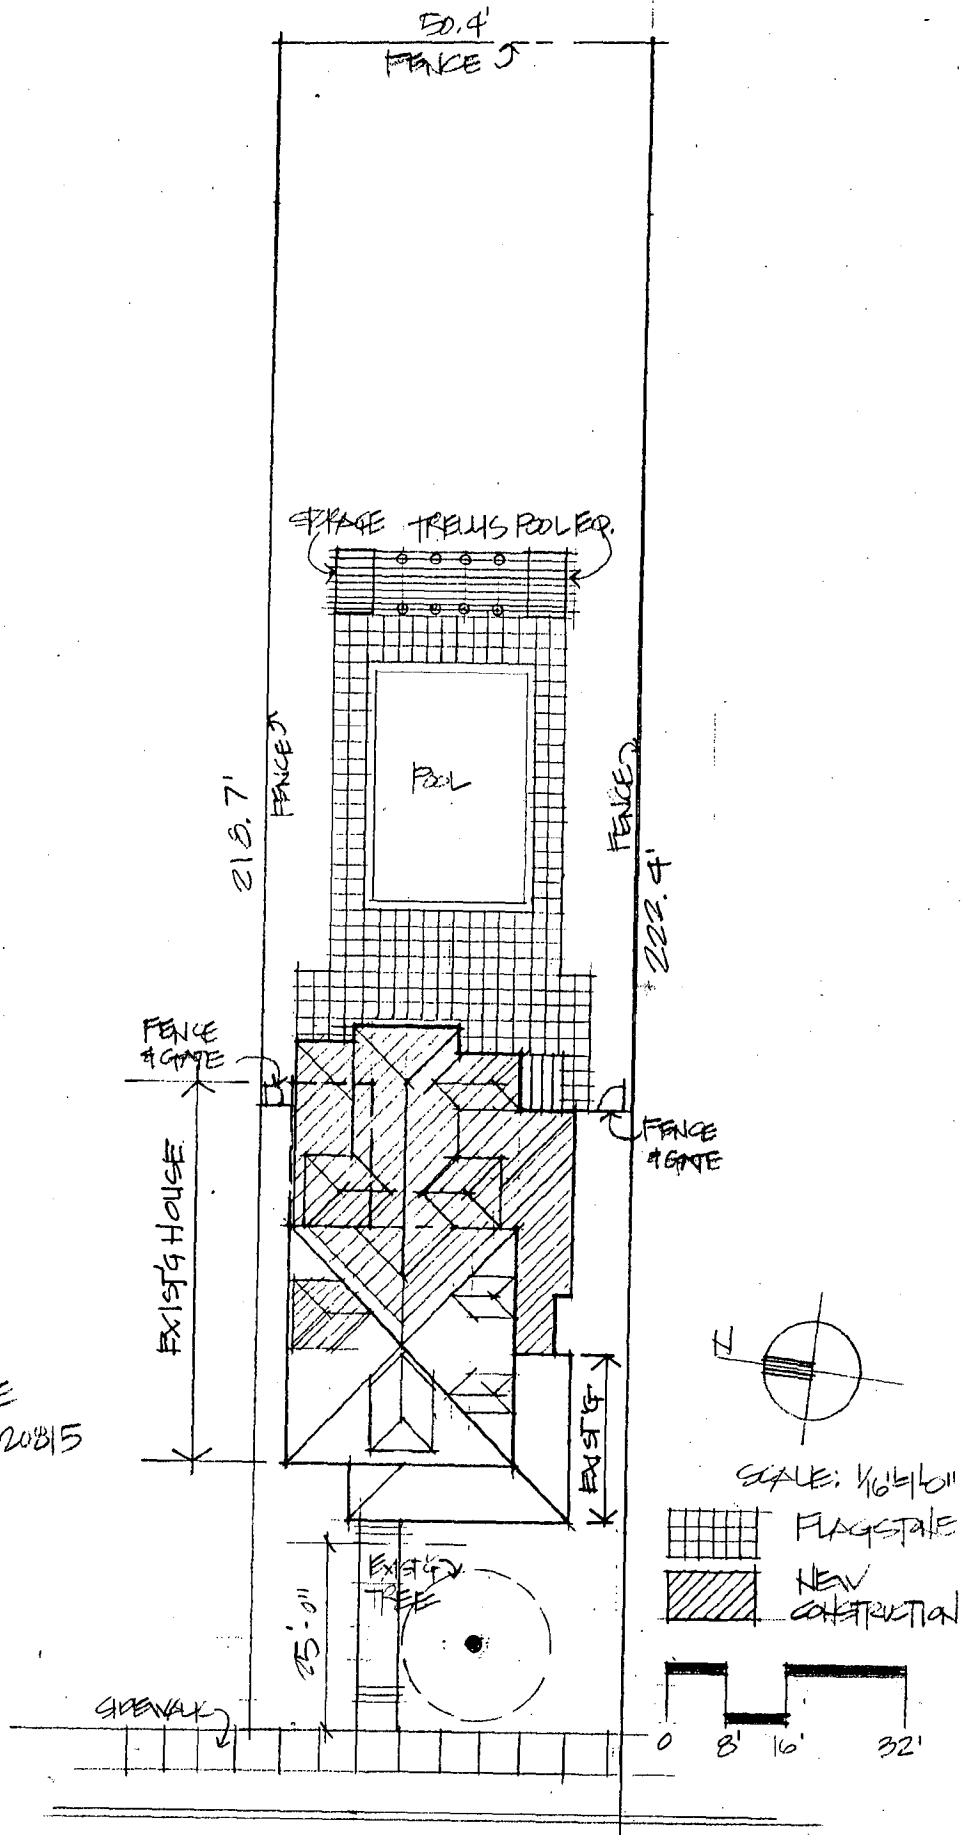 50.4'
FENCE
STORAGE TRELLIS POOL EQ.
POOL
FENCE
FENCE
218.7'
222.4'
FENCE
& GATE
FENCE
& GATE
EXIST'G HOUSE
EXIST'G
N
E
20815
SCALE: 1/16"=1'-0"
FLAGSTONE
NEW
CONSTRUCTION
EXIST'G
TREE
25'-0"
SIDEWALK
0 8' 16' 32'